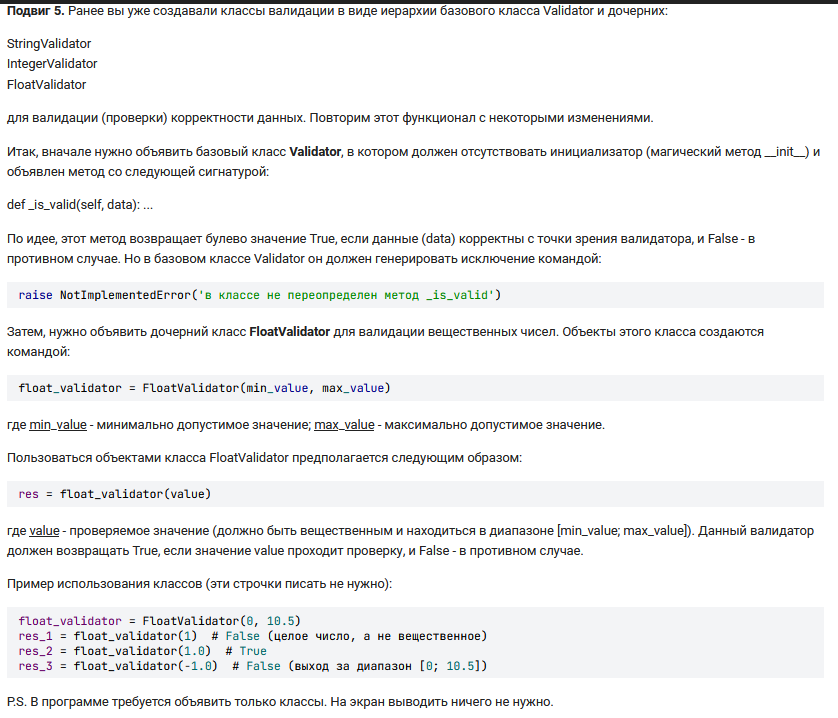 Подвиг 5. Ранее вы уже создавали классы валидации в виде иерархии базового класса Validator и дочерних:
StringValidator
IntegerValidator
FloatValidator
для валидации (проверки) корректности данных. Повторим этот функционал с некоторыми изменениями.
Итак, вначале нужно объявить базовый класс Validator, в котором должен отсутствовать инициализатор (магический метод __init__) и
объявлен метод со следующей сигнатурой:
def _is_valid(self, data): ...
По идее, этот метод возвращает булево значение True, если данные (data) корректны с точки зрения валидатора, и False - в
противном случае. Но в базовом классе Validator он должен генерировать исключение командой:
raise NotImplementedError('в классе не переопределен метод _is_valid')
Затем, нужно объявить дочерний класс FloatValidator для валидации вещественных чисел. Объекты этого класса создаются
командой:
float_validator = FloatValidator(min_value, max_value)
где min_value - минимально допустимое значение; max_value - максимально допустимое значение.
Пользоваться объектами класса FloatValidator предполагается следующим образом:
res = float_validator(value)
где value - проверяемое значение (должно быть вещественным и находиться в диапазоне [min_value; max_value]). Данный валидатор
должен возвращать True, если значение value проходит проверку, и False - в противном случае.
Пример использования классов (эти строчки писать не нужно):
float_validator = FloatValidator(0, 10.5)
res_1 = float_validator(1)  # False (целое число, а не вещественное)
res_2 = float_validator(1.0)  # True
res_3 = float_validator(-1.0)  # False (выход за диапазон [0; 10.5])
P.S. В программе требуется объявить только классы. На экран выводить ничего не нужно.